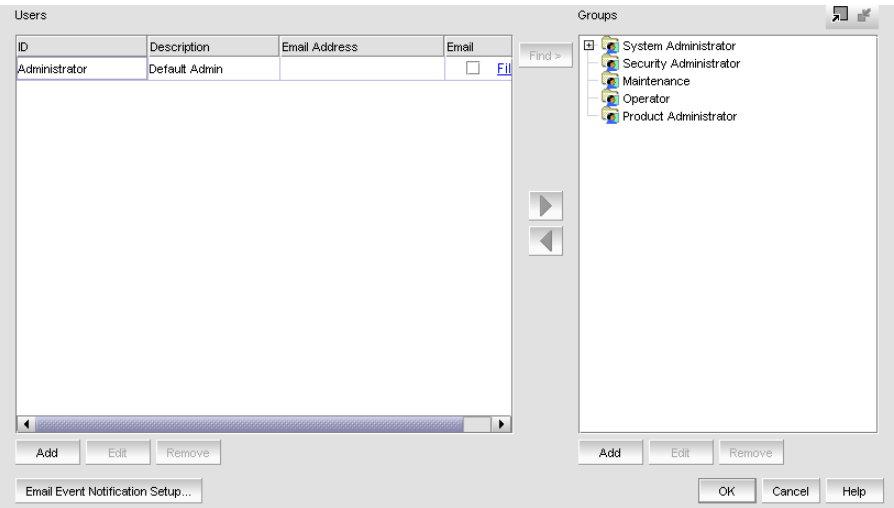 Users
ID Description Email Address Email
Administrator Default Admin Fil
Add Edit Remove
Email Event Notification Setup...
Find >
Groups
System Administrator
Security Administrator
Maintenance
Operator
Product Administrator
Add Edit Remove
OK Cancel Help